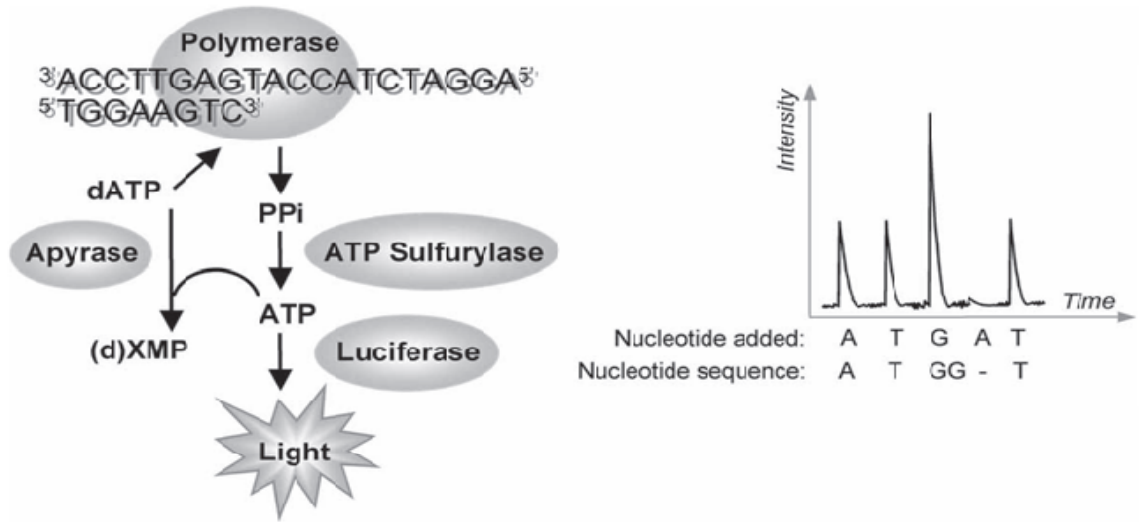 Polymerase
3'ACCTTGAGTACCATCTAGGA5'
5'TGGAAGTC3'
dATP
PPi
Apyrase
ATP Sulfurylase
ATP
(d)XMP
Luciferase
Light
Intensity
Time
Nucleotide added: A T G A T
Nucleotide sequence: A T GG - T